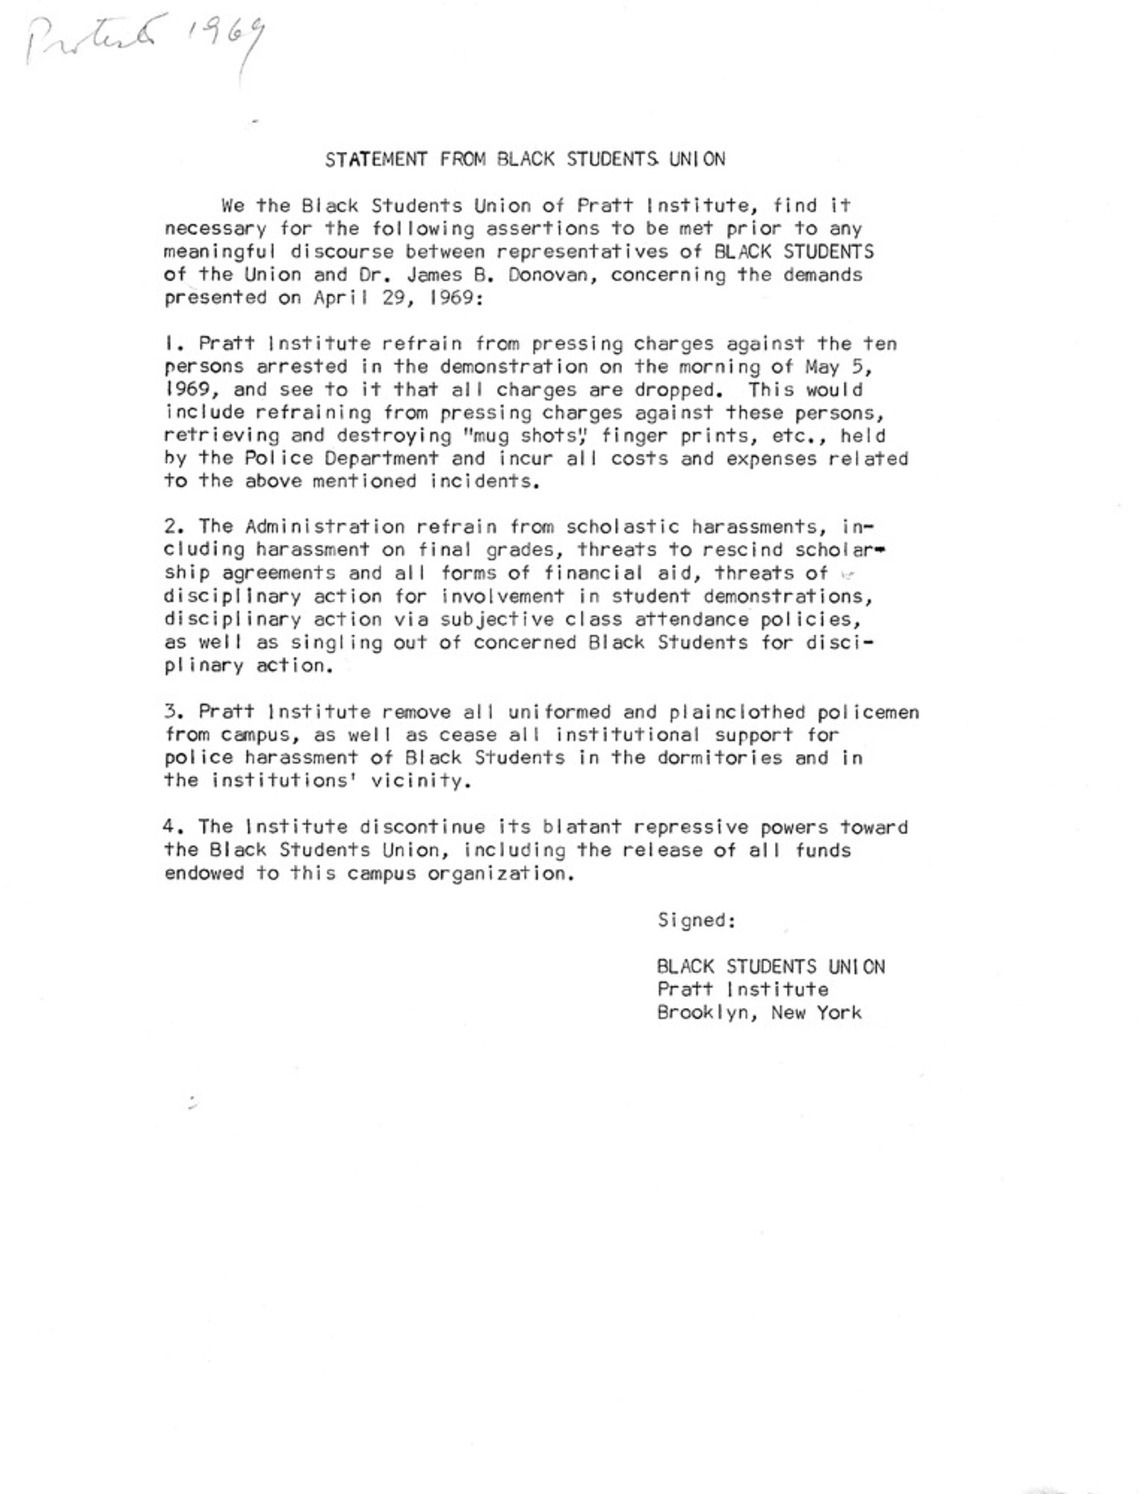 Protests 1969
STATEMENT FROM BLACK STUDENTS UNION
We the Black Students Union of Pratt Institute, find it
necessary for the following assertions to be met prior to any
meaningful discourse between representatives of BLACK STUDENTS
of the Union and Dr. James B. Donovan, concerning the demands
presented on April 29, 1969:
1. Pratt Institute refrain from pressing charges against the ten
persons arrested in the demonstration on the morning of May 5,
1969, and see to it that all charges are dropped. This would
include refraining from pressing charges against these persons,
retrieving and destroying "mug shots", finger prints, etc., held
by the Police Department and incur all costs and expenses related
to the above mentioned incidents.
2. The Administration refrain from scholastic harassments, in-
cluding harassment on final grades, threats to rescind scholar-
ship agreements and all forms of financial aid, threats of
disciplinary action for involvement in student demonstrations,
disciplinary action via subjective class attendance policies,
as well as singling out of concerned Black Students for disci-
plinary action.
3. Pratt Institute remove all uniformed and plainclothed policemen
from campus, as well as cease all institutional support for
police harassment of Black Students in the dormitories and in
the institutions' vicinity.
4. The Institute discontinue its blatant repressive powers toward
the Black Students Union, including the release of all funds
endowed to this campus organization.
Signed:
BLACK STUDENTS UNION
Pratt Institute
Brooklyn, New York